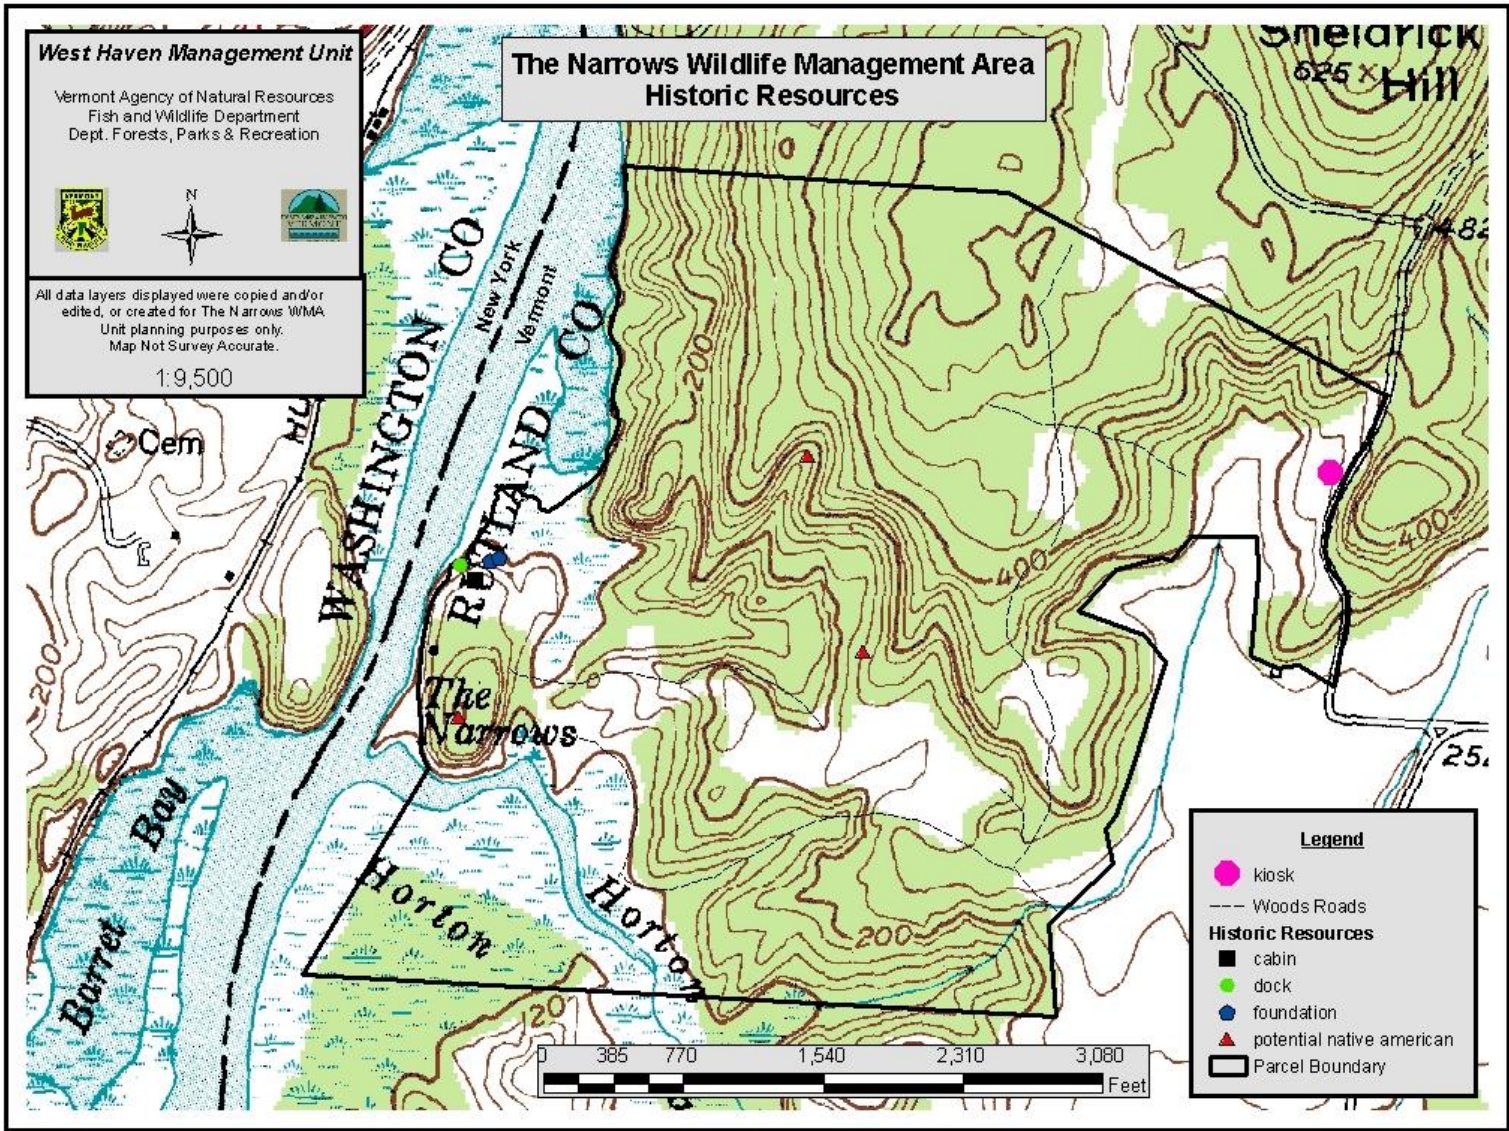 West Haven Management Unit
Vermont Agency of Natural Resources
Fish and Wildlife Department
Dept. Forests, Parks & Recreation
N
VERMONT
All data layers displayed were copied and/or
edited, or created for The Narrows WMA
Unit planning purposes only.
Map Not Survey Accurate.
1:9,500
The Narrows Wildlife Management Area
Historic Resources
Sheldrick
625 Hill
482
WASHINGTON CO
New York
Vermont
RUTLAND CO
200
Cem
400
400
200
The
Narrows
252
Barret Bay
Horton
Horton
200
120
Legend
kiosk
Woods Roads
Historic Resources
cabin
dock
foundation
potential native american
Parcel Boundary
0 385 770 1,540 2,310 3,080
Feet